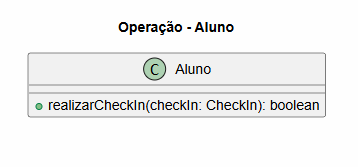 Operação - Aluno
C Aluno
realizarCheckIn(checkIn: CheckIn): boolean